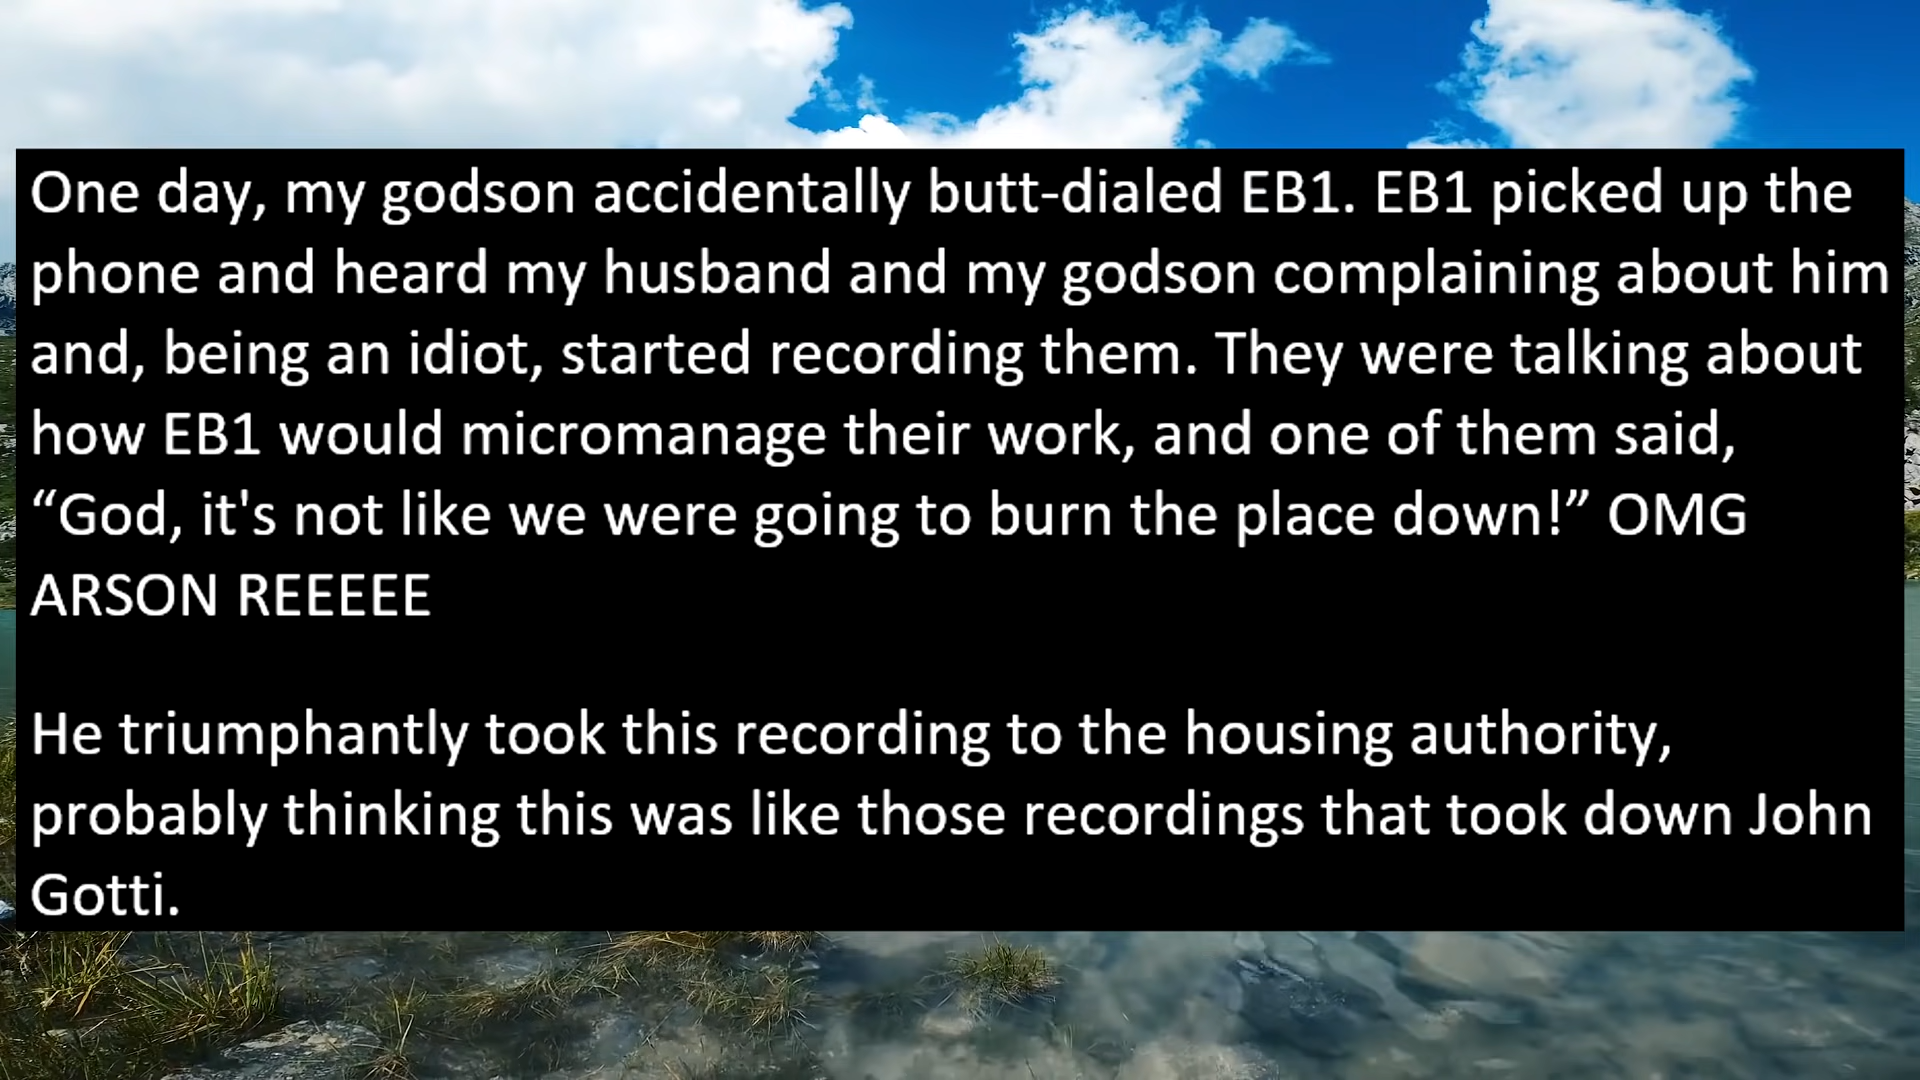 One day, my godson accidentally butt-dialed EB1. EB1 picked up the
phone and heard my husband and my godson complaining about him
and, being an idiot, started recording them. They were talking about
how EB1 would micromanage their work, and one of them said,
“God, it's not like we were going to burn the place down!” OMG
ARSON REEEEE
He triumphantly took this recording to the housing authority,
probably thinking this was like those recordings that took down John
Gotti.